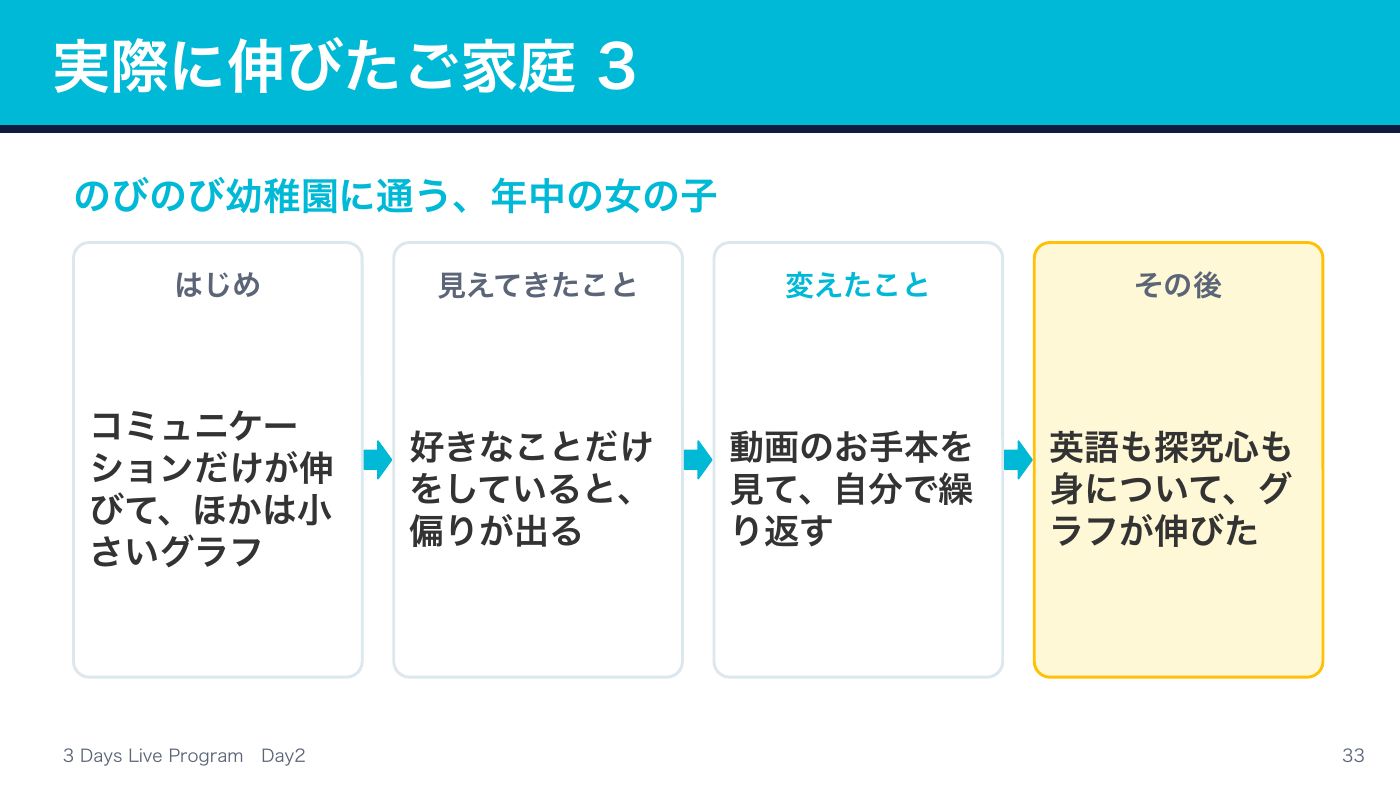 実際に伸びたご家庭 3
のびのび幼稚園に通う、年中の女の子
はじめ
コミュニケー
ションだけが伸
びて、ほかは小
さいグラフ
見えてきたこと
好きなことだけ
をしていると、
偏りが出る
変えたこと
動画のお手本を
見て、自分で繰
り返す
その後
英語も探究心も
身について、グ
ラフが伸びた
3 Days Live Program　Day2
33